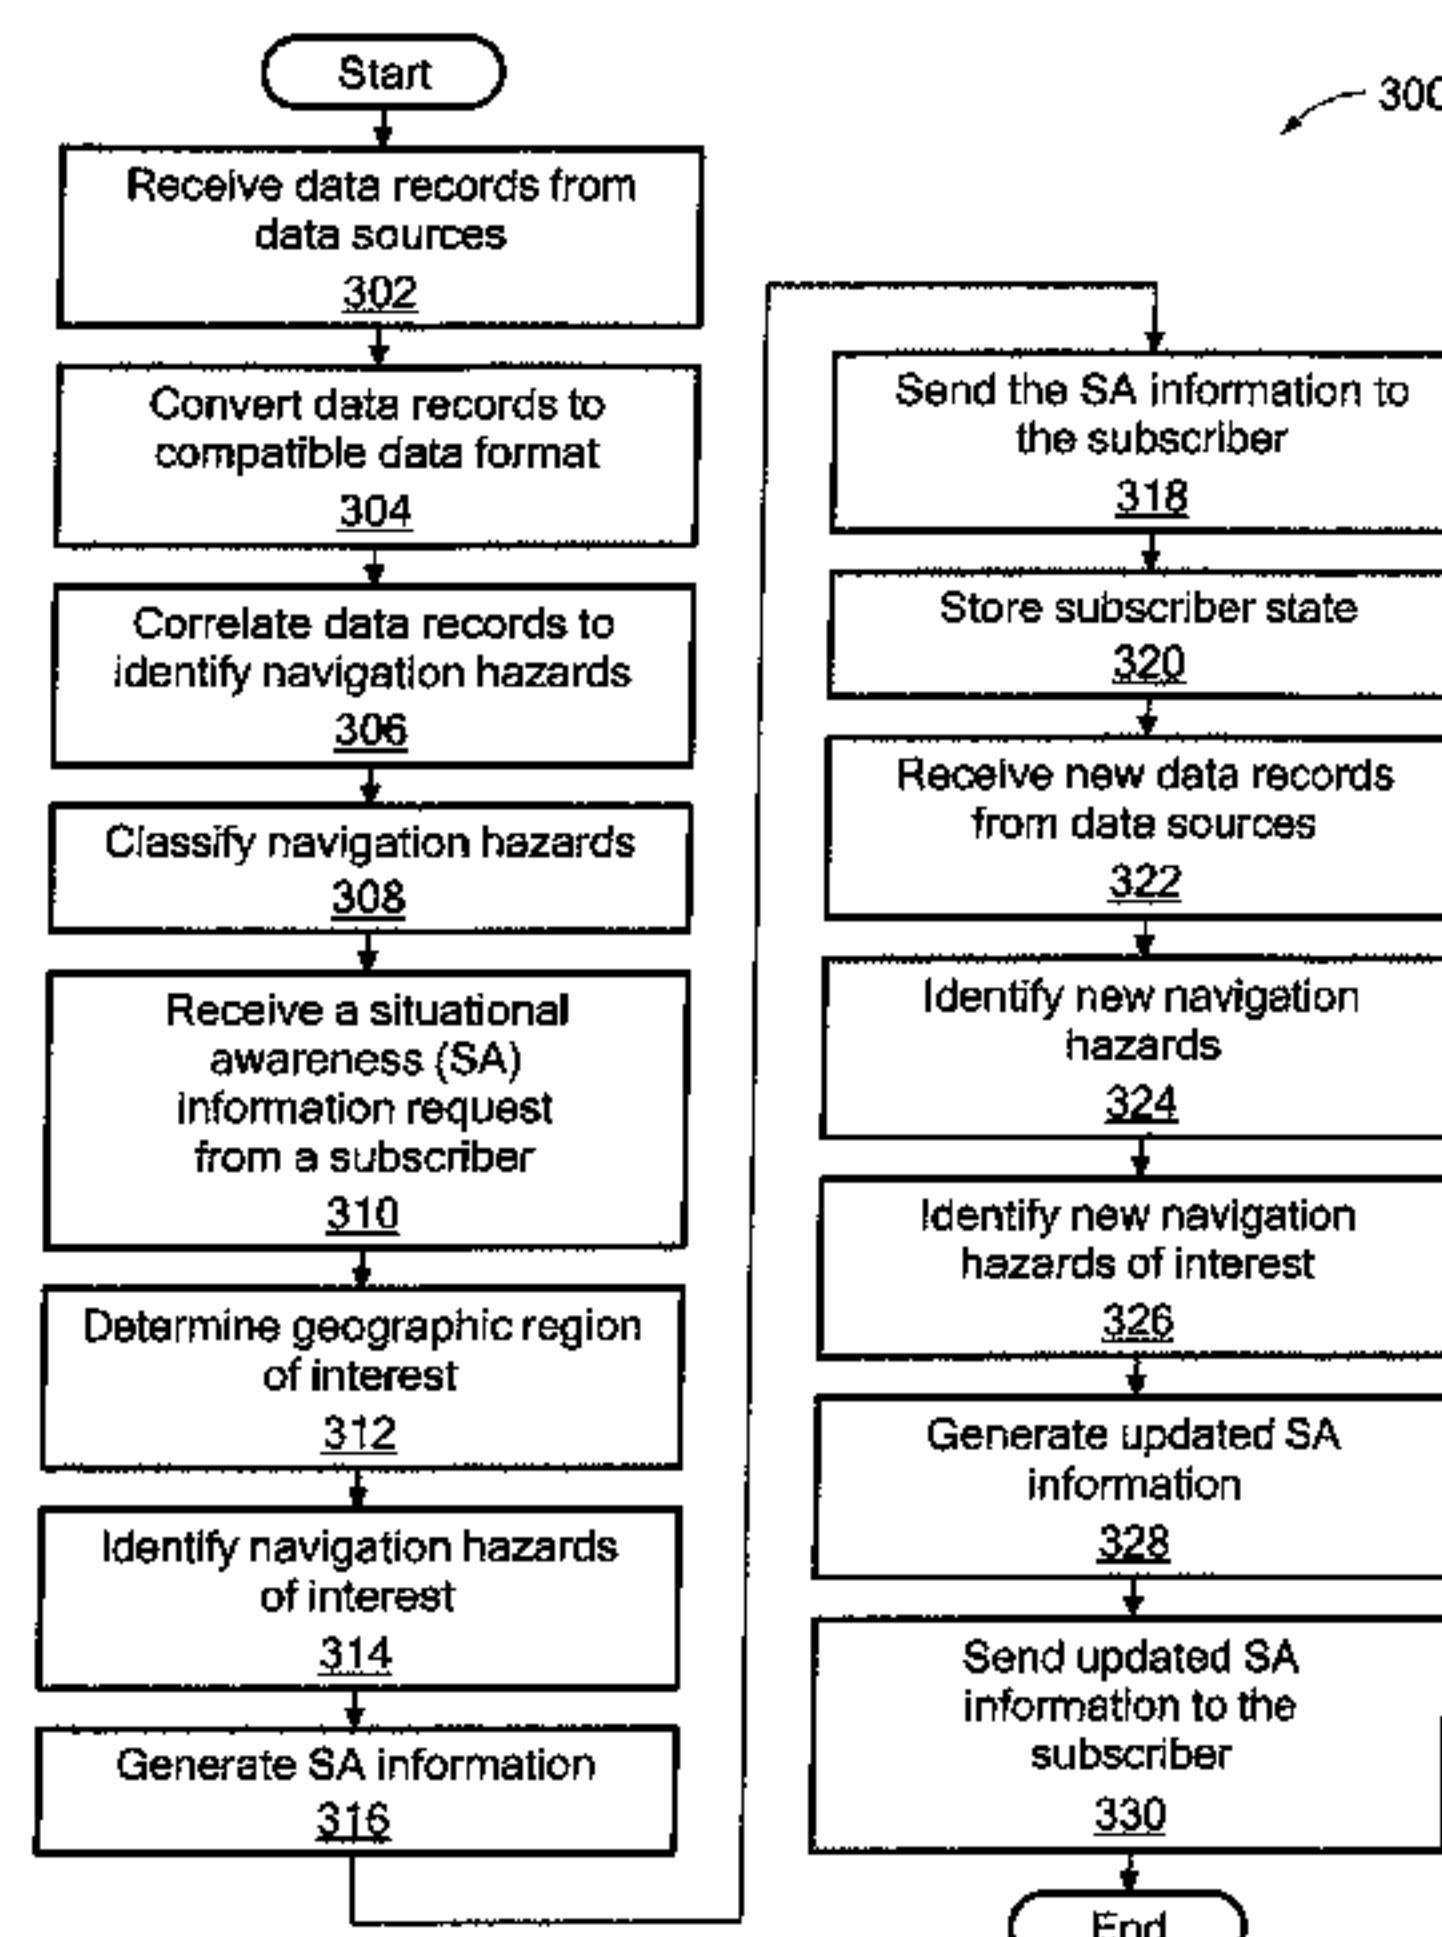 Start
300
Receive data records from
data sources
302
Convert data records to
compatible data format
304
Correlate data records to
identify navigation hazards
306
Classify navigation hazards
308
Receive a situational
awareness (SA)
information request
from a subscriber
310
Determine geographic region
of interest
312
Identify navigation hazards
of interest
314
Generate SA information
316
Send the SA information to
the subscriber
318
Store subscriber state
320
Receive new data records
from data sources
322
Identify new navigation
hazards
324
Identify new navigation
hazards of interest
326
Generate updated SA
information
328
Send updated SA
information to the
subscriber
330
End